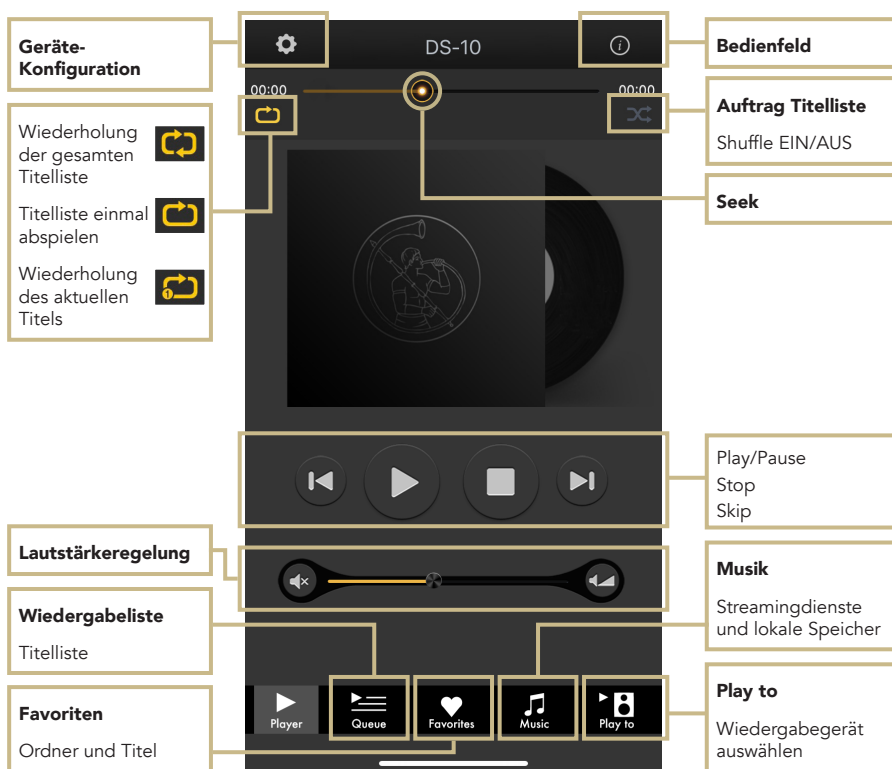 Geräte-
Konfiguration
Wiederholung
der gesamten
Titelliste
Titelliste einmal
abspielen
Wiederholung
des aktuellen
Titels
1
Lautstärkeregelung
Wiedergabeliste
Titelliste
Favoriten
Ordner und Titel
DS-10
i
00:00
00:00
Player
Queue
Favorites
Music
Play to
Bedienfeld
Auftrag Titelliste
Shuffle EIN/AUS
Seek
Play/Pause
Stop
Skip
Musik
Streamingdienste
und lokale Speicher
Play to
Wiedergabegerät
auswählen